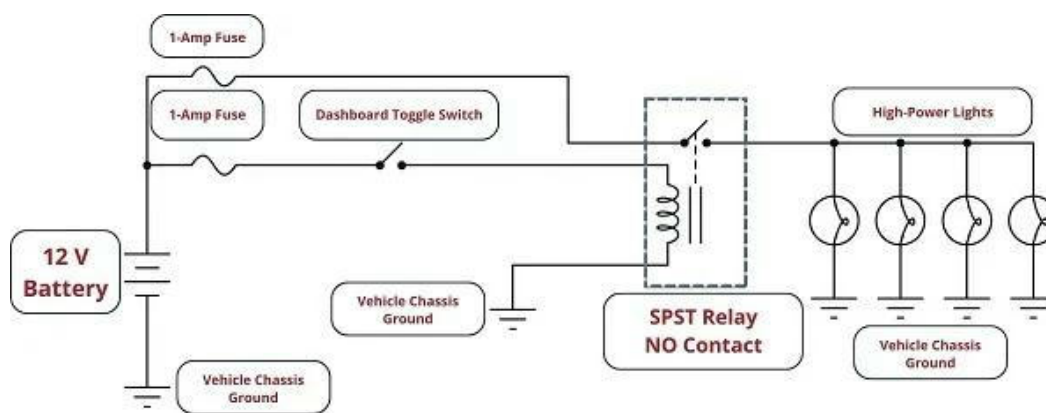 1-Amp Fuse
1-Amp Fuse
Dashboard Toggle Switch
High-Power Lights
12 V
Battery
Vehicle Chassis
Ground
SPST Relay
NO Contact
Vehicle Chassis
Ground
Vehicle Chassis
Ground